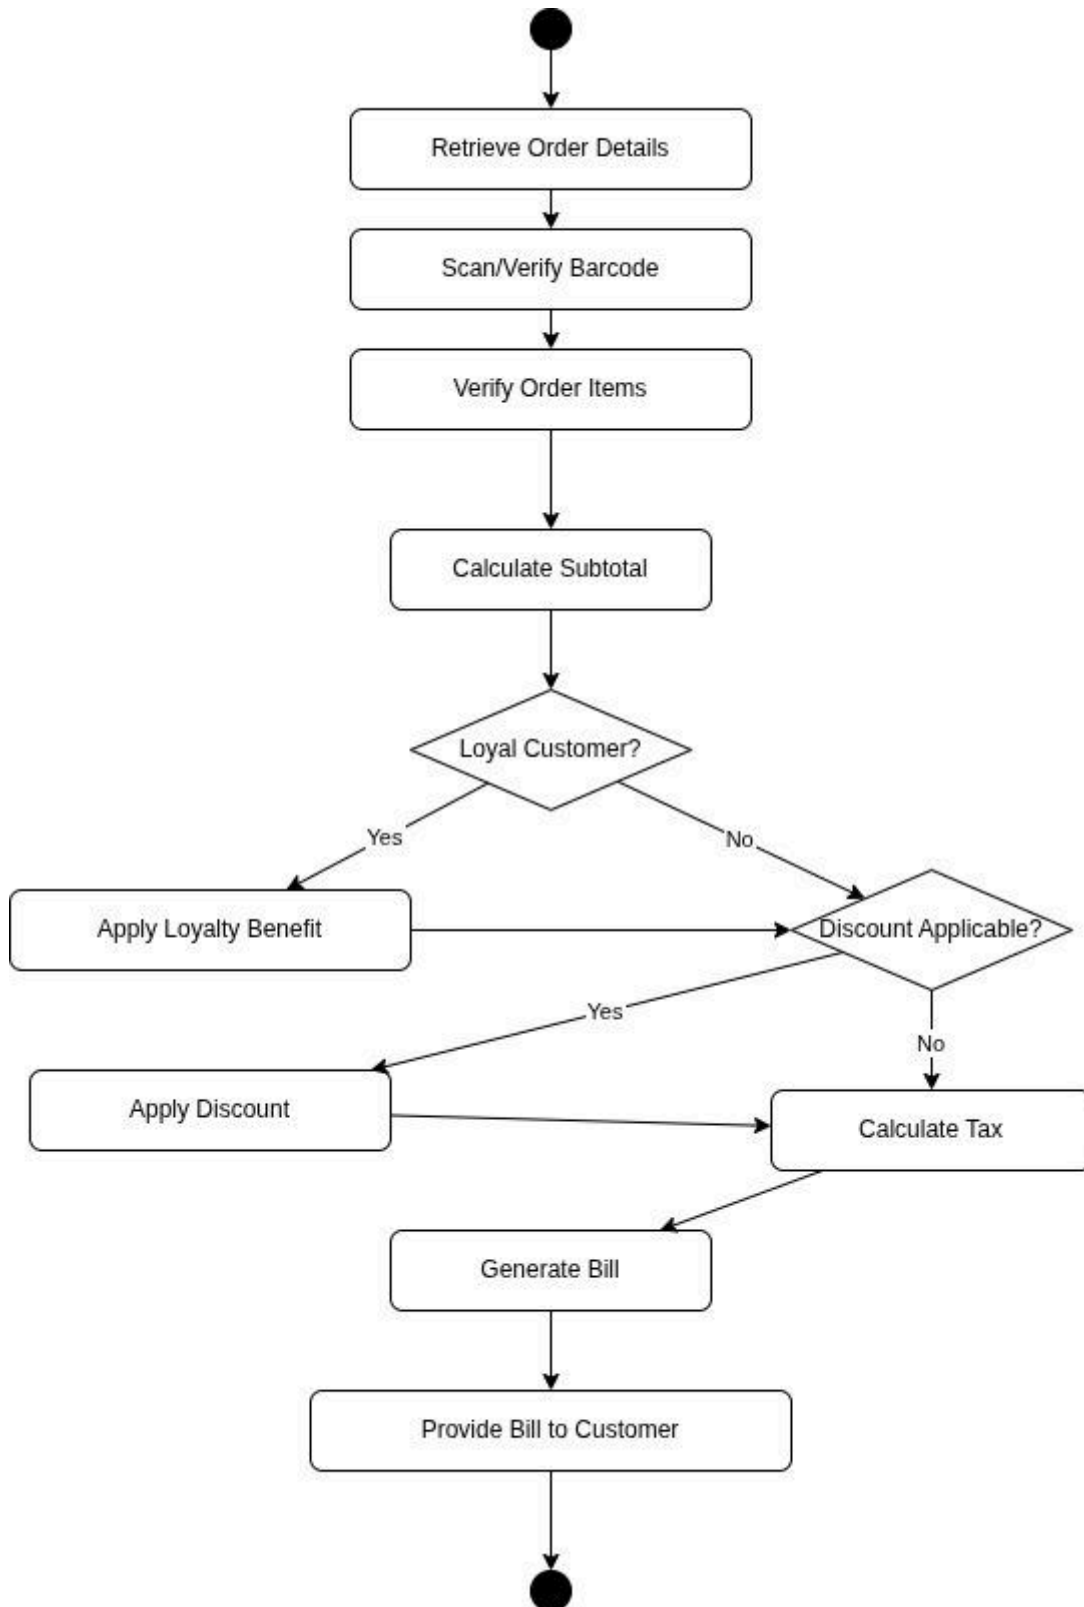 Retrieve Order Details
Scan/Verify Barcode
Verify Order Items
Calculate Subtotal
Loyal Customer?
Yes
No
Apply Loyalty Benefit
Discount Applicable?
Yes
No
Apply Discount
Calculate Tax
Generate Bill
Provide Bill to Customer